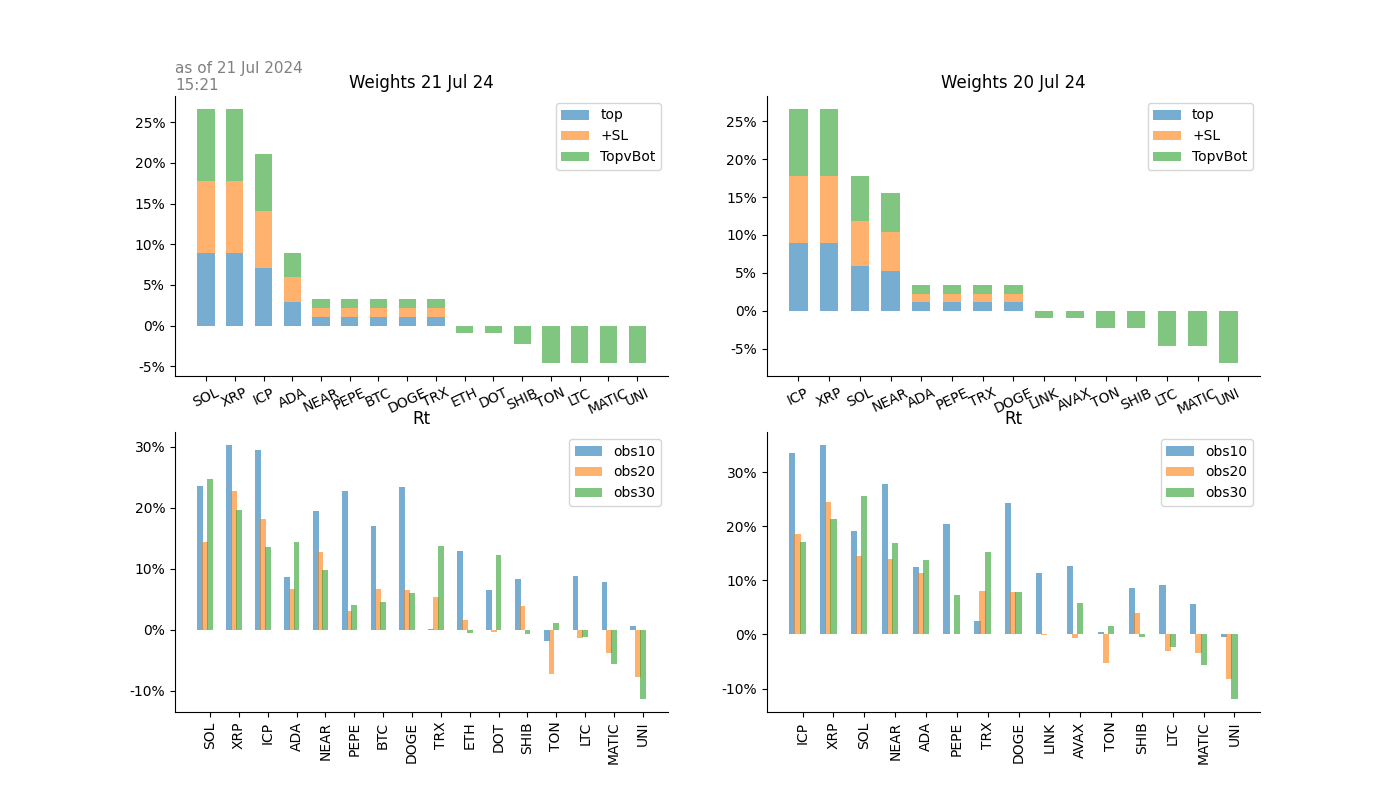 as of 21 Jul 2024
15:21
Weights 21 Jul 24
25%
20%
15%
10%
5%
0%
-5%
top
+SL
TopvBot
SOL XRP ICP ADA NEAR PEPE BTC DOGE TRX ETH DOT SHIB TON LTC MATIC UNI
Weights 20 Jul 24
25%
20%
15%
10%
5%
0%
-5%
top
+SL
TopvBot
ICP XRP SOL NEAR ADA PEPE TRX DOGE LINK AVAX TON SHIB LTC MATIC UNI
Rt
30%
20%
10%
0%
-10%
obs10
obs20
obs30
SOL XRP ICP ADA NEAR PEPE BTC DOGE TRX ETH DOT SHIB TON LTC MATIC UNI
Rt
30%
20%
10%
0%
-10%
obs10
obs20
obs30
ICP XRP SOL NEAR ADA PEPE TRX DOGE LINK AVAX TON SHIB LTC MATIC UNI